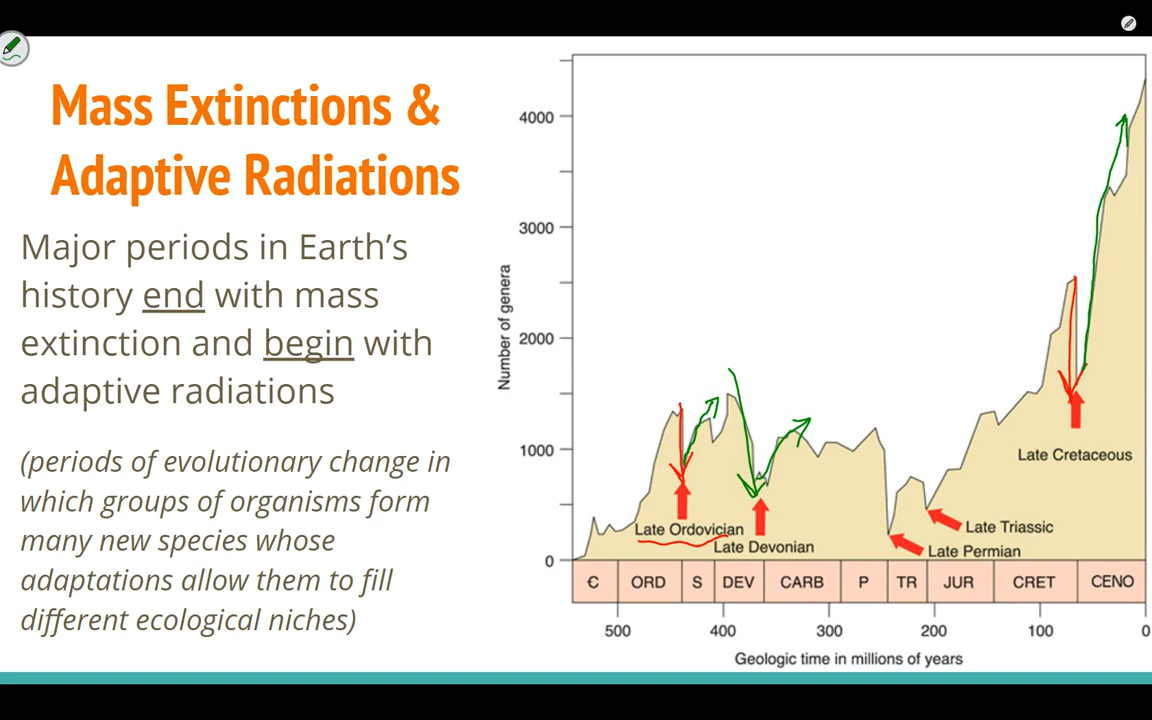 Mass Extinctions &
Adaptive Radiations
Major periods in Earth’s
history end with mass
extinction and begin with
adaptive radiations
(periods of evolutionary change in
which groups of organisms form
many new species whose
adaptations allow them to fill
different ecological niches)
Number of genera
4000
3000
2000
1000
0
Late Ordovician
Late Devonian
Late Permian
Late Triassic
Late Cretaceous
C ORD S DEV CARB P TR JUR CRET CENO
500 400 300 200 100 0
Geologic time in millions of years